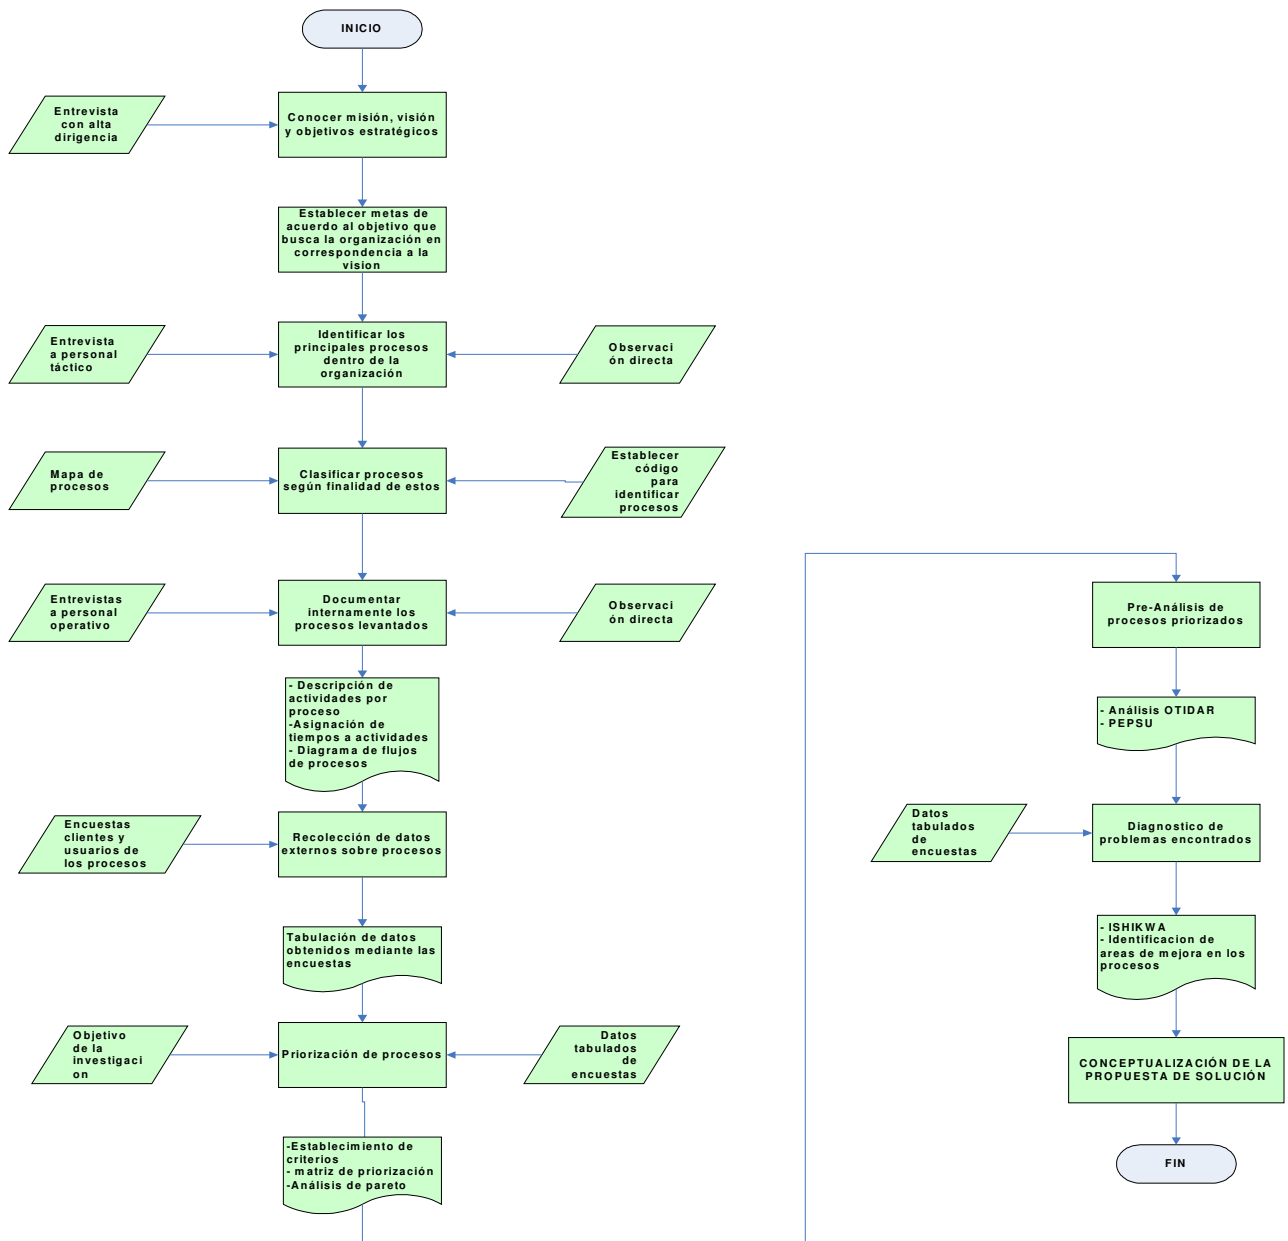 INICIO
Entrevista
con alta
dirigencia
Conocer misión, visión
y objetivos estratégicos
Establecer metas de
acuerdo al objetivo que
busca la organización en
correspondencia a la
vision
Entrevista
a personal
táctico
Identificar los
principales procesos
dentro de la
organización
Observaci
ón directa
Mapa de
procesos
Clasificar procesos
según finalidad de estos
Establecer
código
para
identificar
procesos
Entrevistas
a personal
operativo
Documentar
internamente los
procesos levantados
Observaci
ón directa
- Descripción de
actividades por
proceso
-Asignación de
tiempos a actividades
- Diagrama de flujos
de procesos
Encuestas
clientes y
usuarios de
los procesos
Recolección de datos
externos sobre procesos
Tabulación de datos
obtenidos mediante las
encuestas
Objetivo
de la
investigaci
on
Priorización de procesos
Datos
tabulados
de
encuestas
-Establecimiento de
criterios
- matriz de priorización
-Análisis de pareto
Pre-Análisis de
procesos priorizados
- Análisis OTIDAR
- PEPSU
Datos
tabulados
de
encuestas
Diagnostico de
problemas encontrados
- ISHIKWA
- Identificacion de
areas de mejora en los
procesos
CONCEPTUALIZACIÓN DE LA
PROPUESTA DE SOLUCIÓN
FIN